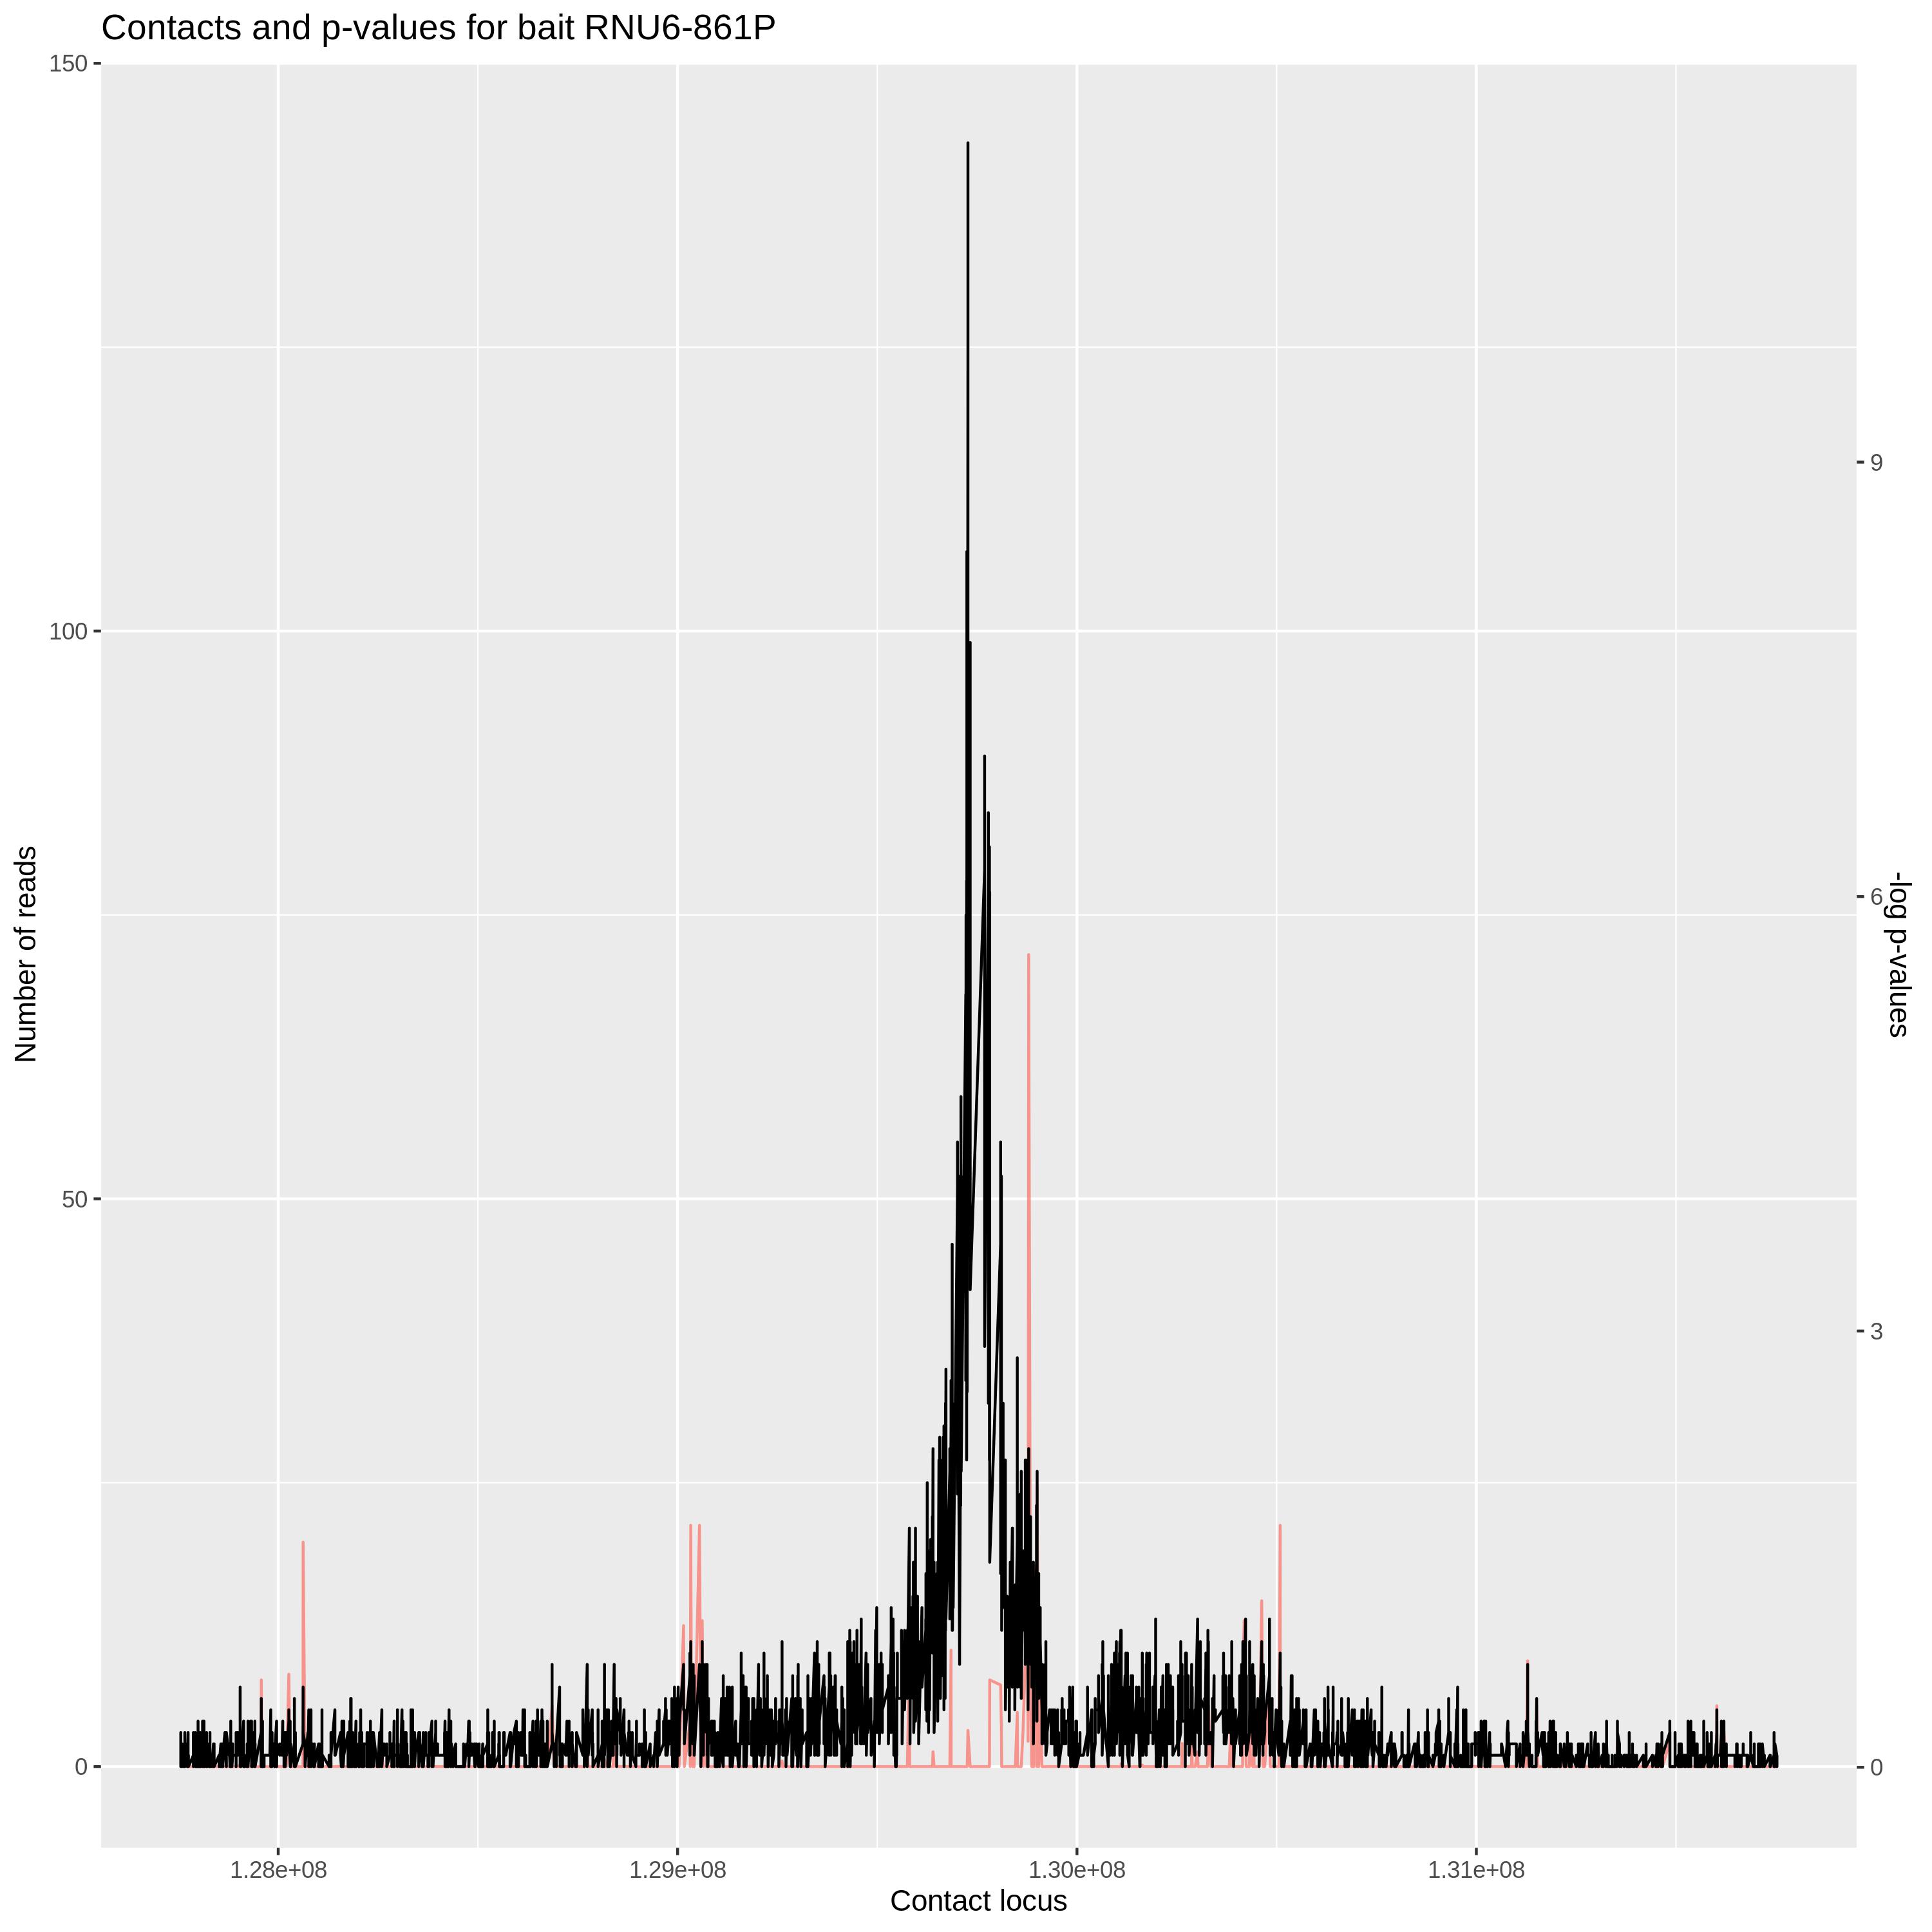 Contacts and p-values for bait RNU6-861P
150
100
50
0
Number of reads
9
6
3
0
-log p-values
1.28e+08
1.29e+08
1.30e+08
1.31e+08
Contact locus